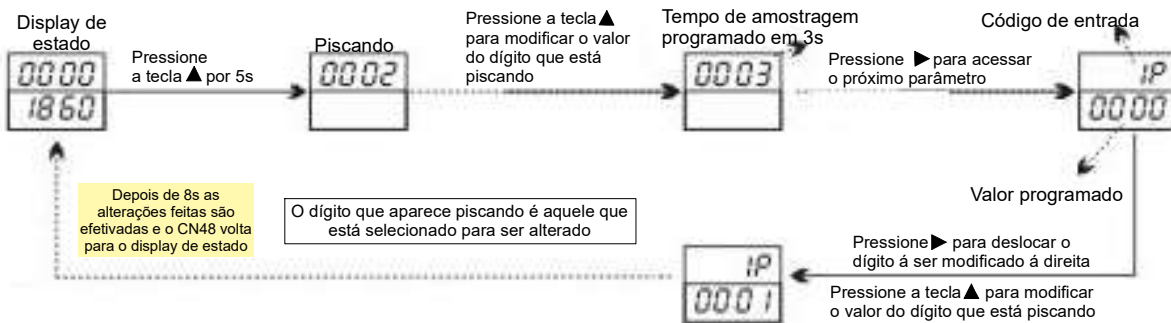 Display de
estado
0000
1860
Pressione
a tecla ▲ por 5s
Piscando
0002
Pressione a tecla ▲
para modificar o valor
do dígito que está
piscando
Tempo de amostragem
programado em 3s
0003
Pressione ▶ para acessar
o próximo parâmetro
Código de entrada
IP
0000
Valor programado
Depois de 8s as
alterações feitas são
efetivadas e o CN48 volta
para o display de estado
O dígito que aparece piscando é aquele que
está selecionado para ser alterado
IP
0001
Pressione ▶ para deslocar o
dígito á ser modificado á direita
Pressione a tecla ▲ para modificar
o valor do dígito que está piscando